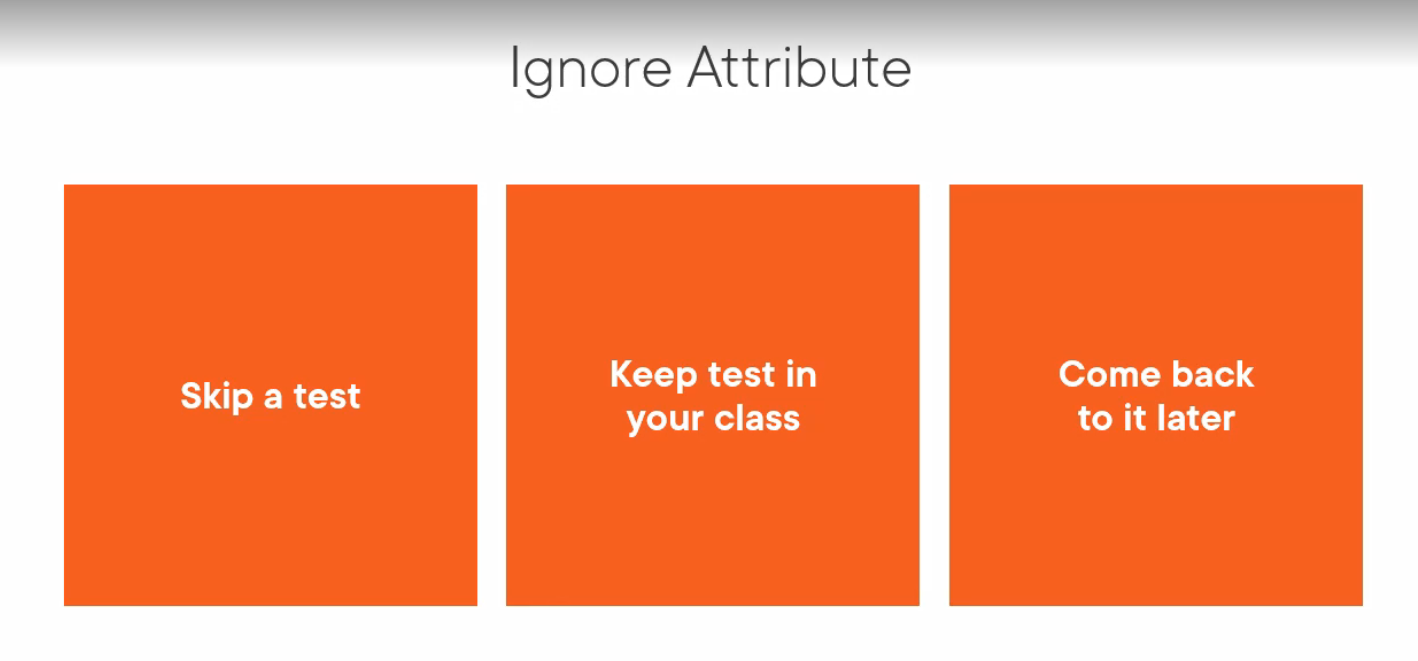 Ignore Attribute
Skip a test
Keep test in
your class
Come back
to it later